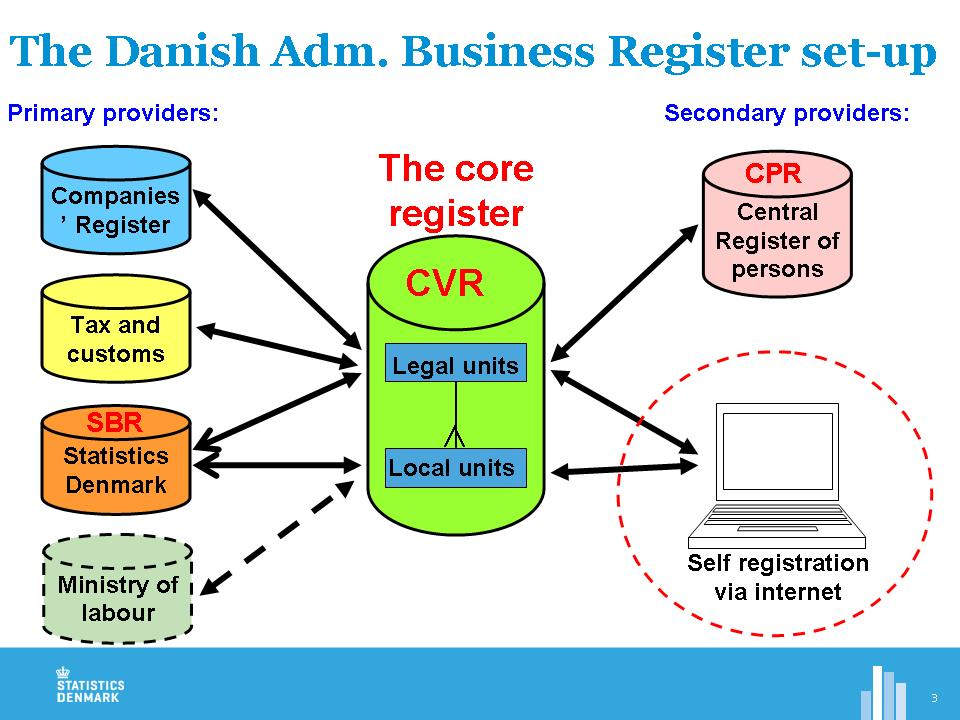 The Danish Adm. Business Register set-up
Primary providers:
Secondary providers:
Companies
’ Register
Tax and
customs
SBR
Statistics
Denmark
Ministry of
labour
The core
register
CVR
Legal units
Local units
CPR
Central
Register of
persons
Self registration
via internet
STATISTICS
DENMARK
3